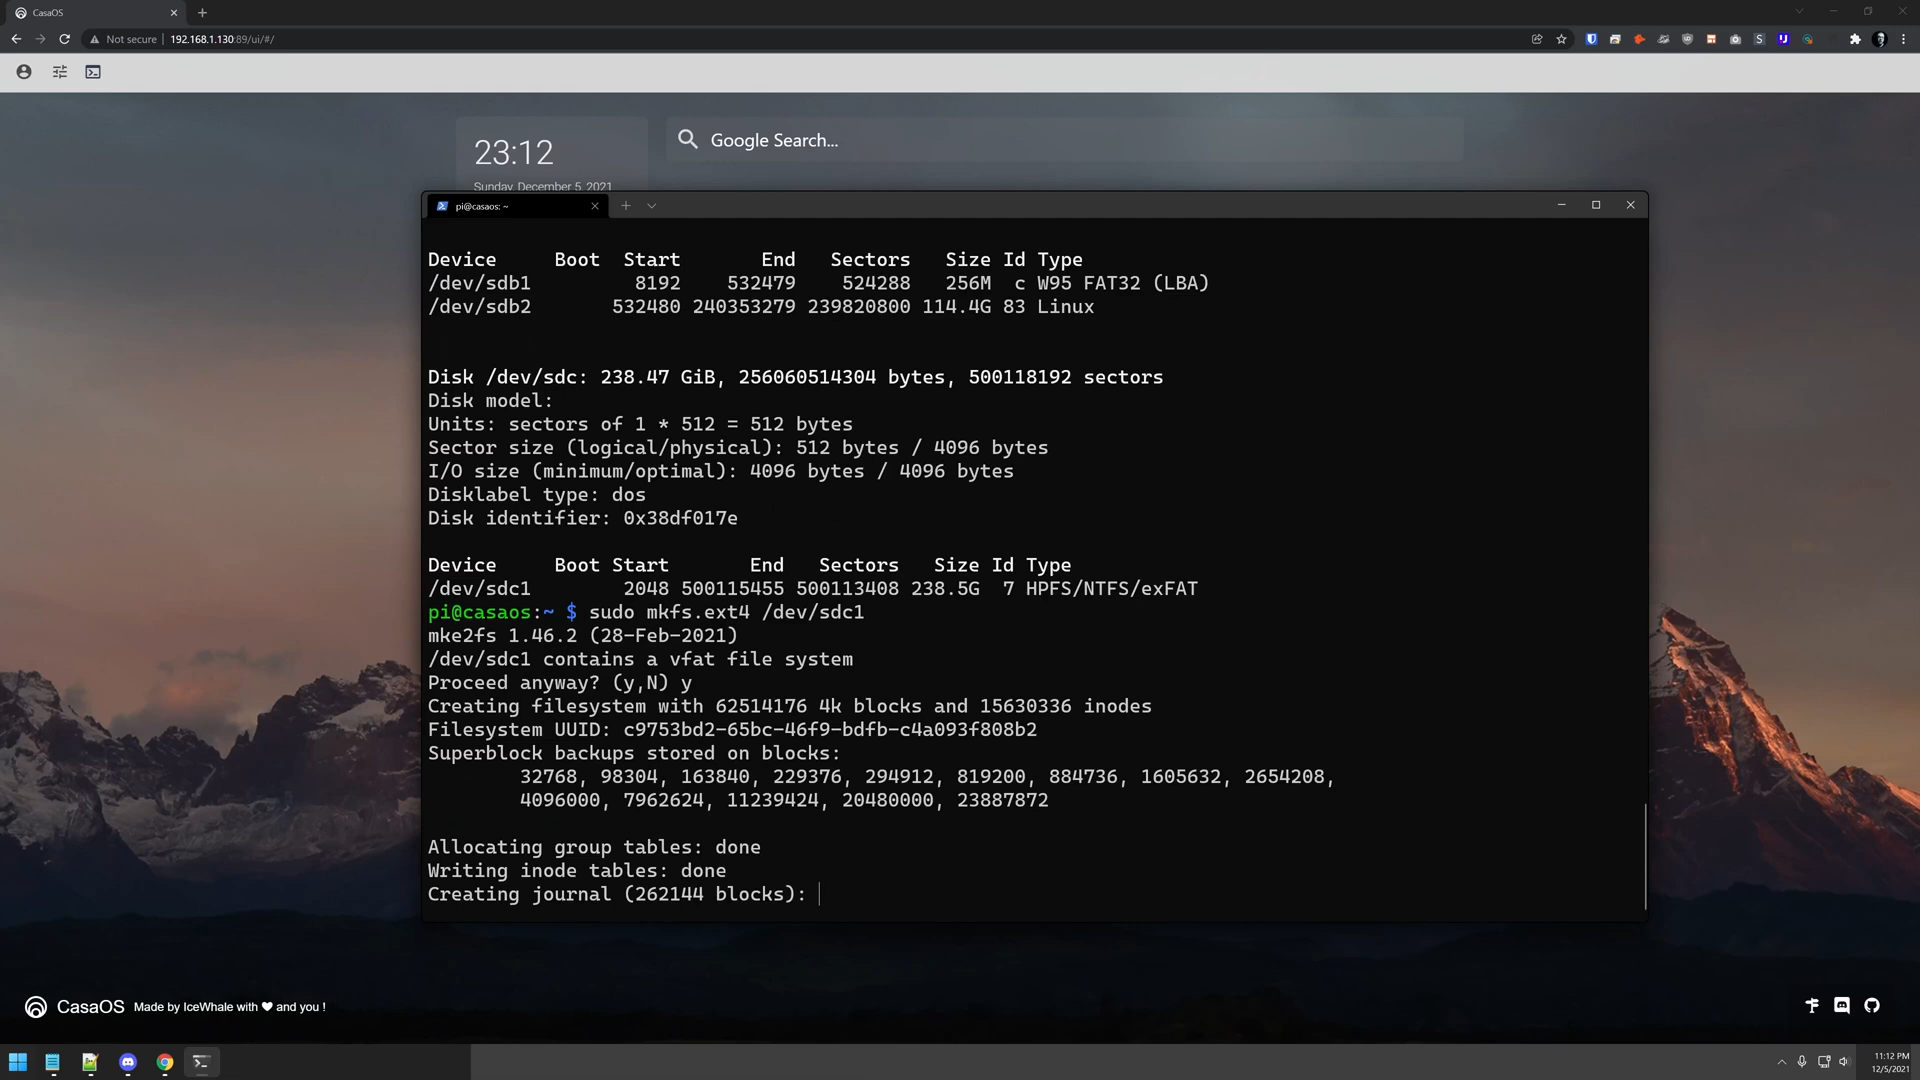 CasaOS
Not secure
192.168.1.130:89/ui/#/
23:12
Google Search...
Sunday, December 5, 2021
pi@casaos: ~
Device Boot Start End Sectors Size Id Type
/dev/sdb1 8192 532479 524288 256M c W95 FAT32 (LBA)
/dev/sdb2 532480 240353279 239820800 114.4G 83 Linux
Disk /dev/sdc: 238.47 GiB, 256060514304 bytes, 500118192 sectors
Disk model:
Units: sectors of 1 * 512 = 512 bytes
Sector size (logical/physical): 512 bytes / 4096 bytes
I/O size (minimum/optimal): 4096 bytes / 4096 bytes
Disklabel type: dos
Disk identifier: 0x38df017e
Device Boot Start End Sectors Size Id Type
/dev/sdc1 2048 500115455 500113408 238.5G 7 HPFS/NTFS/exFAT
pi@casaos:~ $ sudo mkfs.ext4 /dev/sdc1
mke2fs 1.46.2 (28-Feb-2021)
/dev/sdc1 contains a vfat file system
Proceed anyway? (y,N) y
Creating filesystem with 62514176 4k blocks and 15630336 inodes
Filesystem UUID: c9753bd2-65bc-46f9-bdfb-c4a093f808b2
Superblock backups stored on blocks:
32768, 98304, 163840, 229376, 294912, 819200, 884736, 1605632, 2654208,
4096000, 7962624, 11239424, 20480000, 23887872
Allocating group tables: done
Writing inode tables: done
Creating journal (262144 blocks):
CasaOS Made by IceWhale with ❤ and you !
11:12 PM
12/5/2021